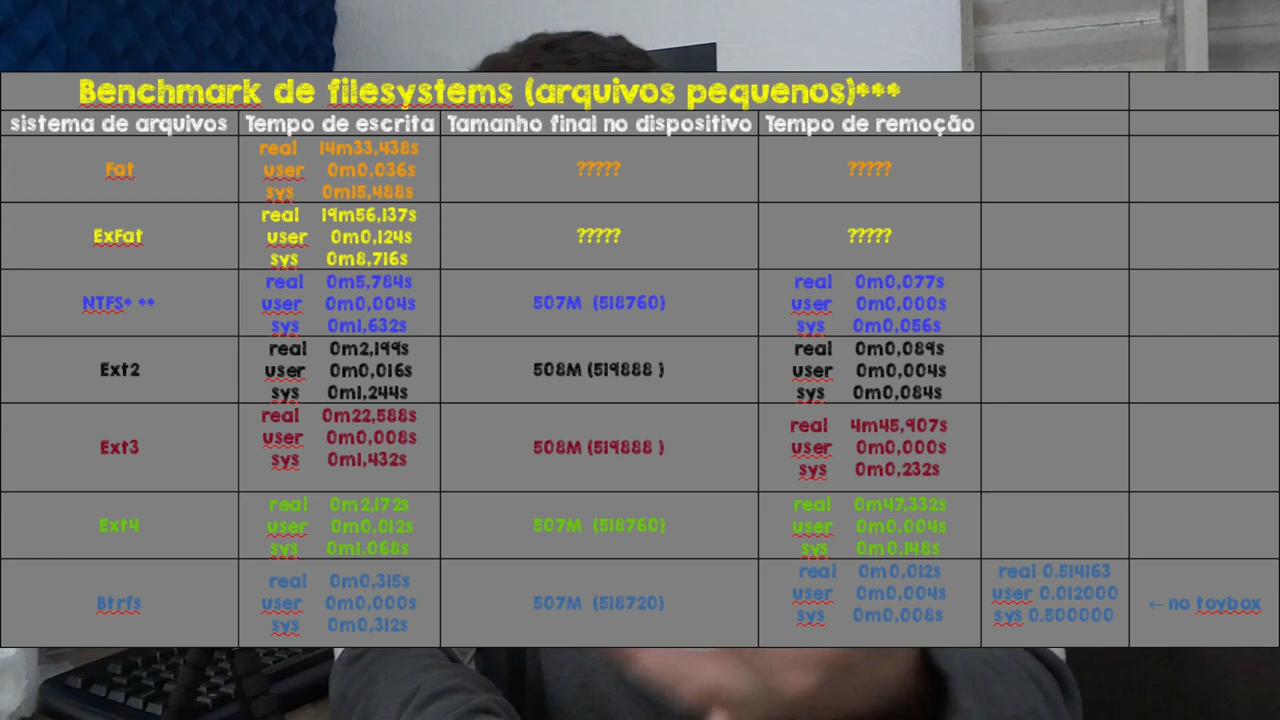 Benchmark de filesystems (arquivos pequenos)***
sistema de arquivos Tempo de escrita Tamanho final no dispositivo Tempo de remoção
Fat
real 14m33,438s
user 0m0,036s
sys 0m15,488s
?????
?????
ExFat
real 19m56,137s
user 0m0,124s
sys 0m8,716s
?????
?????
NTFS* **
real 0m5,784s
user 0m0,004s
sys 0m1,632s
507M (518760)
real 0m0,077s
user 0m0,000s
sys 0m0,056s
Ext2
real 0m2,199s
user 0m0,016s
sys 0m1,244s
508M (519888 )
real 0m0,089s
user 0m0,004s
sys 0m0,084s
Ext3
real 0m22,588s
user 0m0,008s
sys 0m1,432s
508M (519888 )
real 4m45,907s
user 0m0,000s
sys 0m0,232s
Ext4
real 0m2,172s
user 0m0,012s
sys 0m1,068s
507M (518760)
real 0m47,332s
user 0m0.004s
sys 0m0.148s
Btrfs
real 0m0,315s
user 0m0,000s
sys 0m0,312s
507M (518720)
real 0m0,012s
user 0m0,004s
sys 0m0,008s
real 0.514163
user 0.012000
sys 0.500000
← no toybox